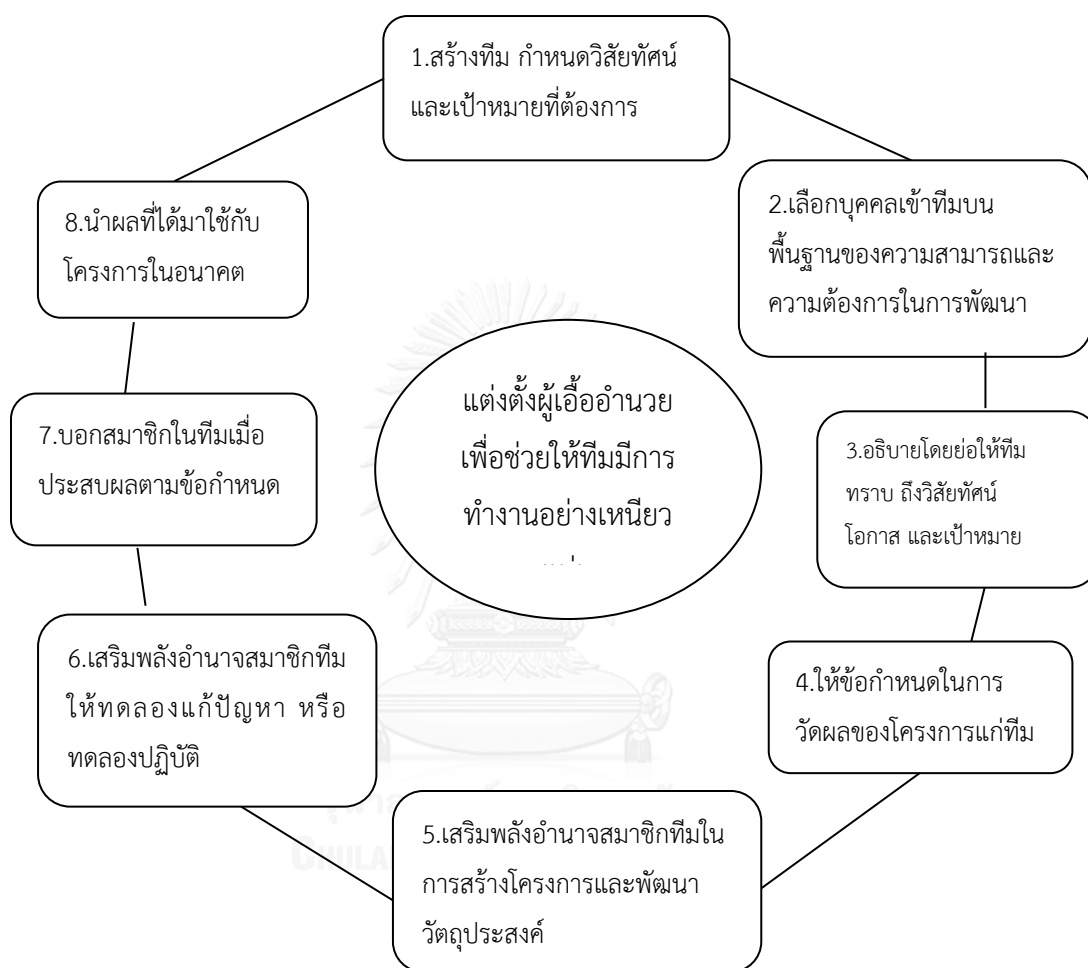 1.สร้างทีม กำหนดวิสัยทัศน์
และเป้าหมายที่ต้องการ
2.เลือกบุคคลเข้าทีมบน
พื้นฐานของความสามารถและ
ความต้องการในการพัฒนา
3.อธิบายโดยย่อให้ทีม
ทราบ ถึงวิสัยทัศน์
โอกาส และเป้าหมาย
4.ให้ข้อกำหนดในการ
วัดผลของโครงการแก่ทีม
5.เสริมพลังอำนาจสมาชิกทีมใน
การสร้างโครงการและพัฒนา
วัตถุประสงค์
6.เสริมพลังอำนาจสมาชิกทีม
ให้ทดลองแก้ปัญหา หรือ
ทดลองปฏิบัติ
7.บอกสมาชิกในทีมเมื่อ
ประสบผลตามข้อกำหนด
8.นำผลที่ได้มาใช้กับ
โครงการในอนาคต
แต่งตั้งผู้เอื้ออำนวย
เพื่อช่วยให้ทีมมีการ
ทำงานอย่างเหนียว